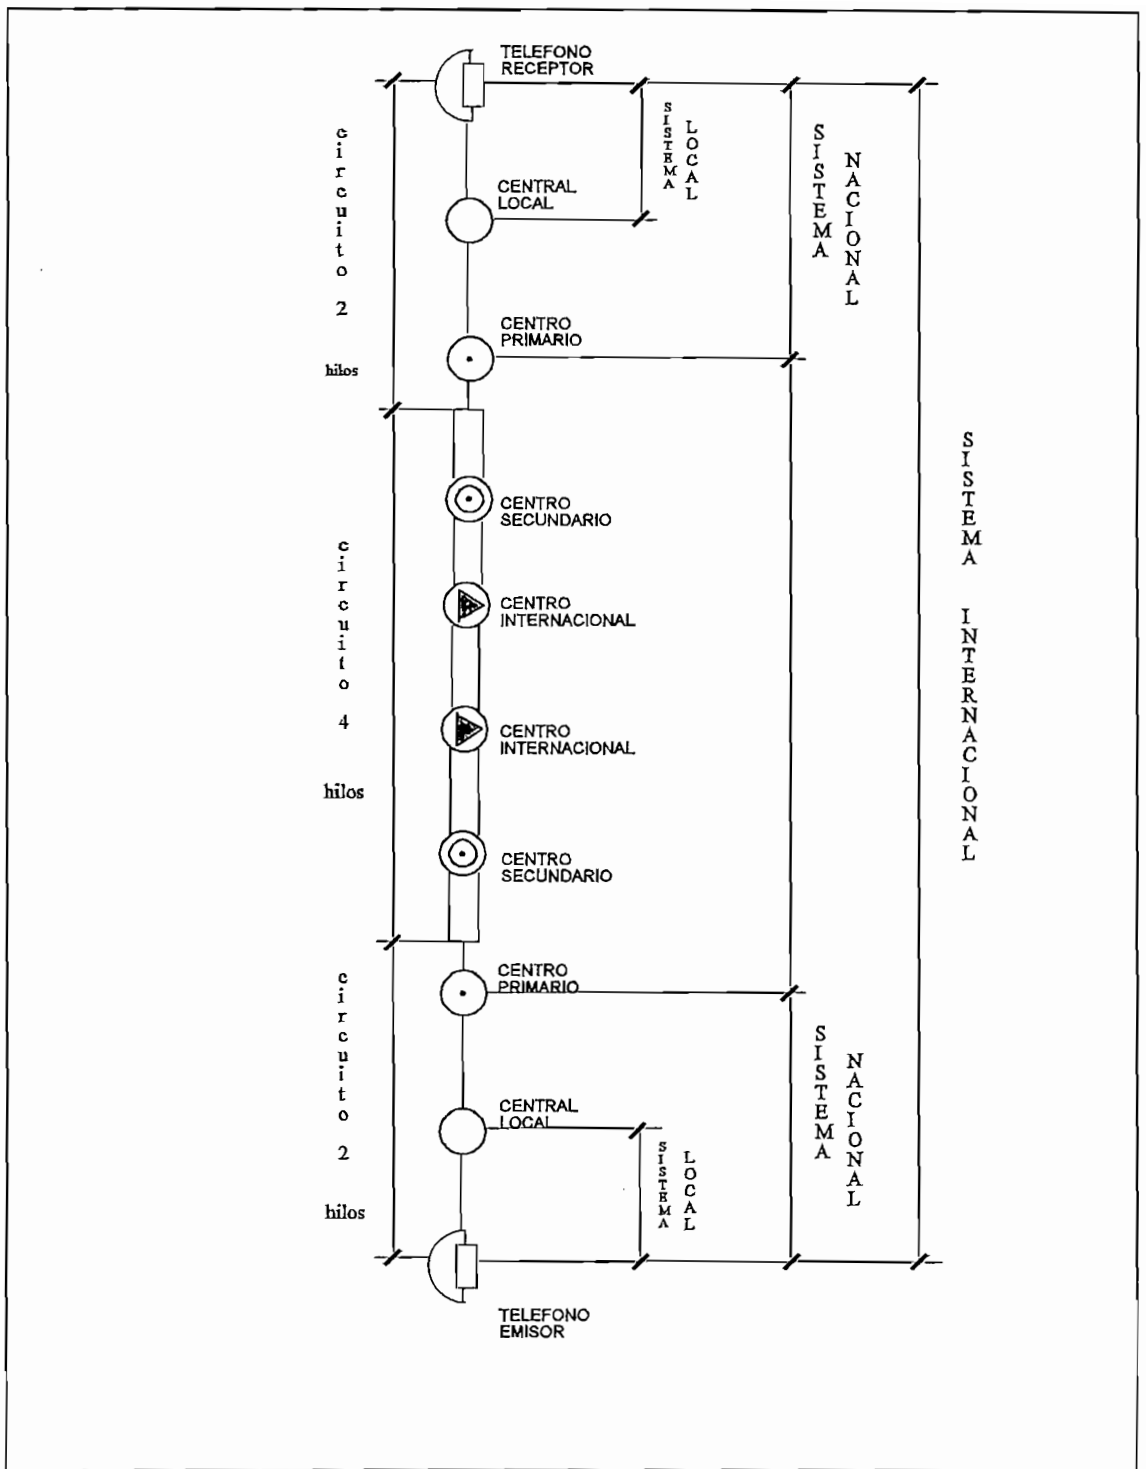 TELEFONO
RECEPTOR
circuito 2
hilos
SISTEMA
LOCAL
SISTEMA
NACIONAL
CENTRAL
LOCAL
CENTRO
PRIMARIO
SISTEMA INTERNACIONAL
CENTRO
SECUNDARIO
circuito 4
hilos
CENTRO
INTERNACIONAL
CENTRO
INTERNACIONAL
CENTRO
SECUNDARIO
CENTRO
PRIMARIO
circuito 2
hilos
SISTEMA
NACIONAL
CENTRAL
LOCAL
SISTEMA
LOCAL
TELEFONO
EMISOR